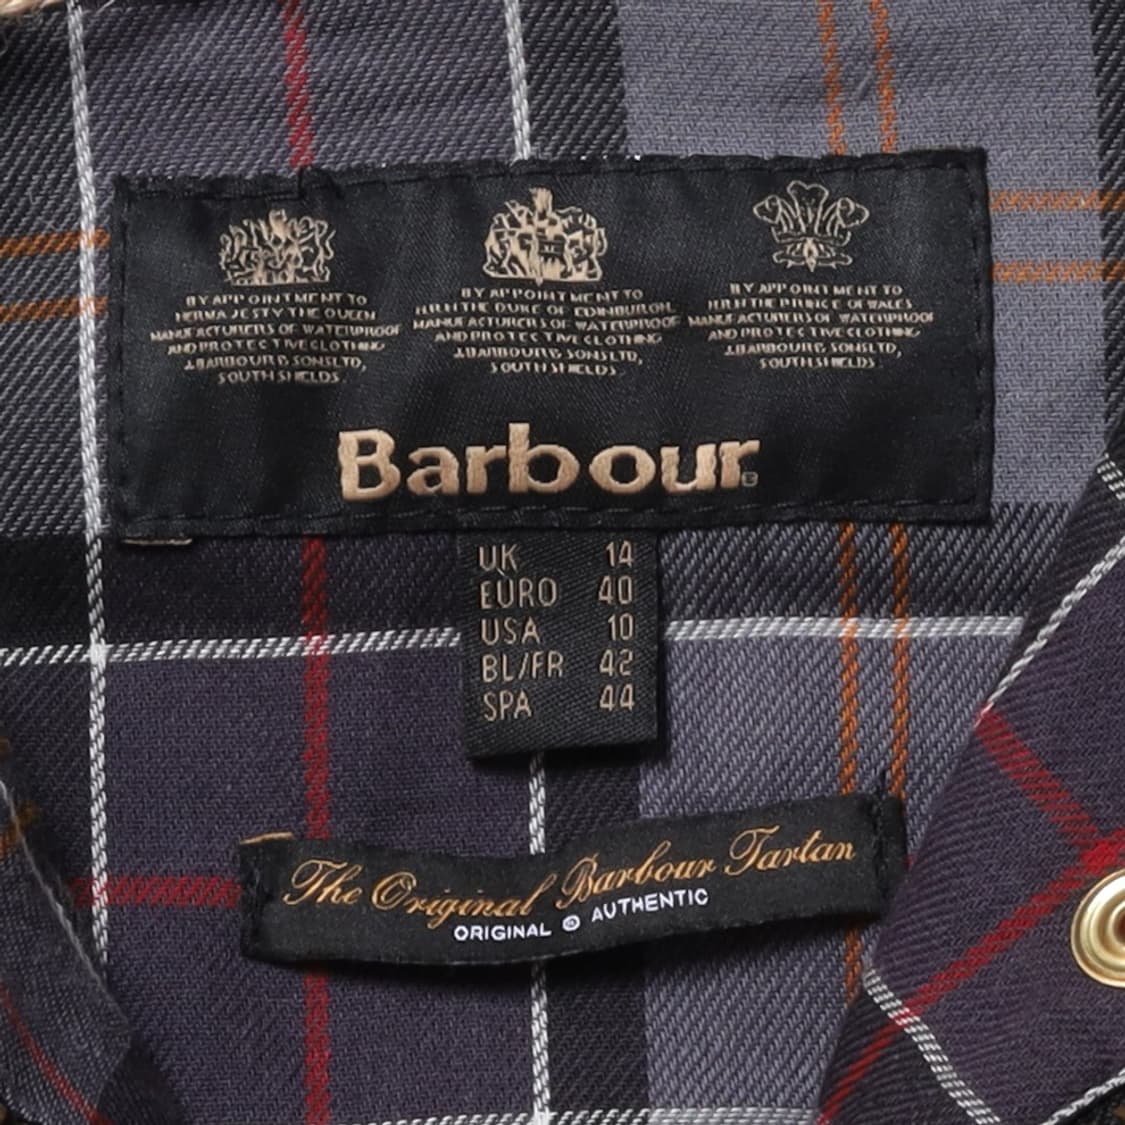 BY APPOINTMENT TO
HER MAJESTY THE QUEEN
MANUFACTURERS OF WATERPROOF
AND PROTECTIVE CLOTHING
J.BARBOUR & SONS LTD,
SOUTH SHIELDS
BY APPOINTMENT TO
H.R.H THE DUKE OF EDINBURGH
MANUFACTURERS OF WATERPROOF
AND PROTECTIVE CLOTHING
J.BARBOUR & SONS LTD,
SOUTH SHIELDS
BY APPOINTMENT TO
H.R.H THE PRINCE OF WALES
MANUFACTURERS OF WATERPROOF
AND PROTECTIVE CLOTHING
J.BARBOUR & SONS LTD,
SOUTH SHIELDS
Barbour®
UK 14
EURO 40
USA 10
BL/FR 42
SPA 44
The Original Barbour Tartan
ORIGINAL © AUTHENTIC